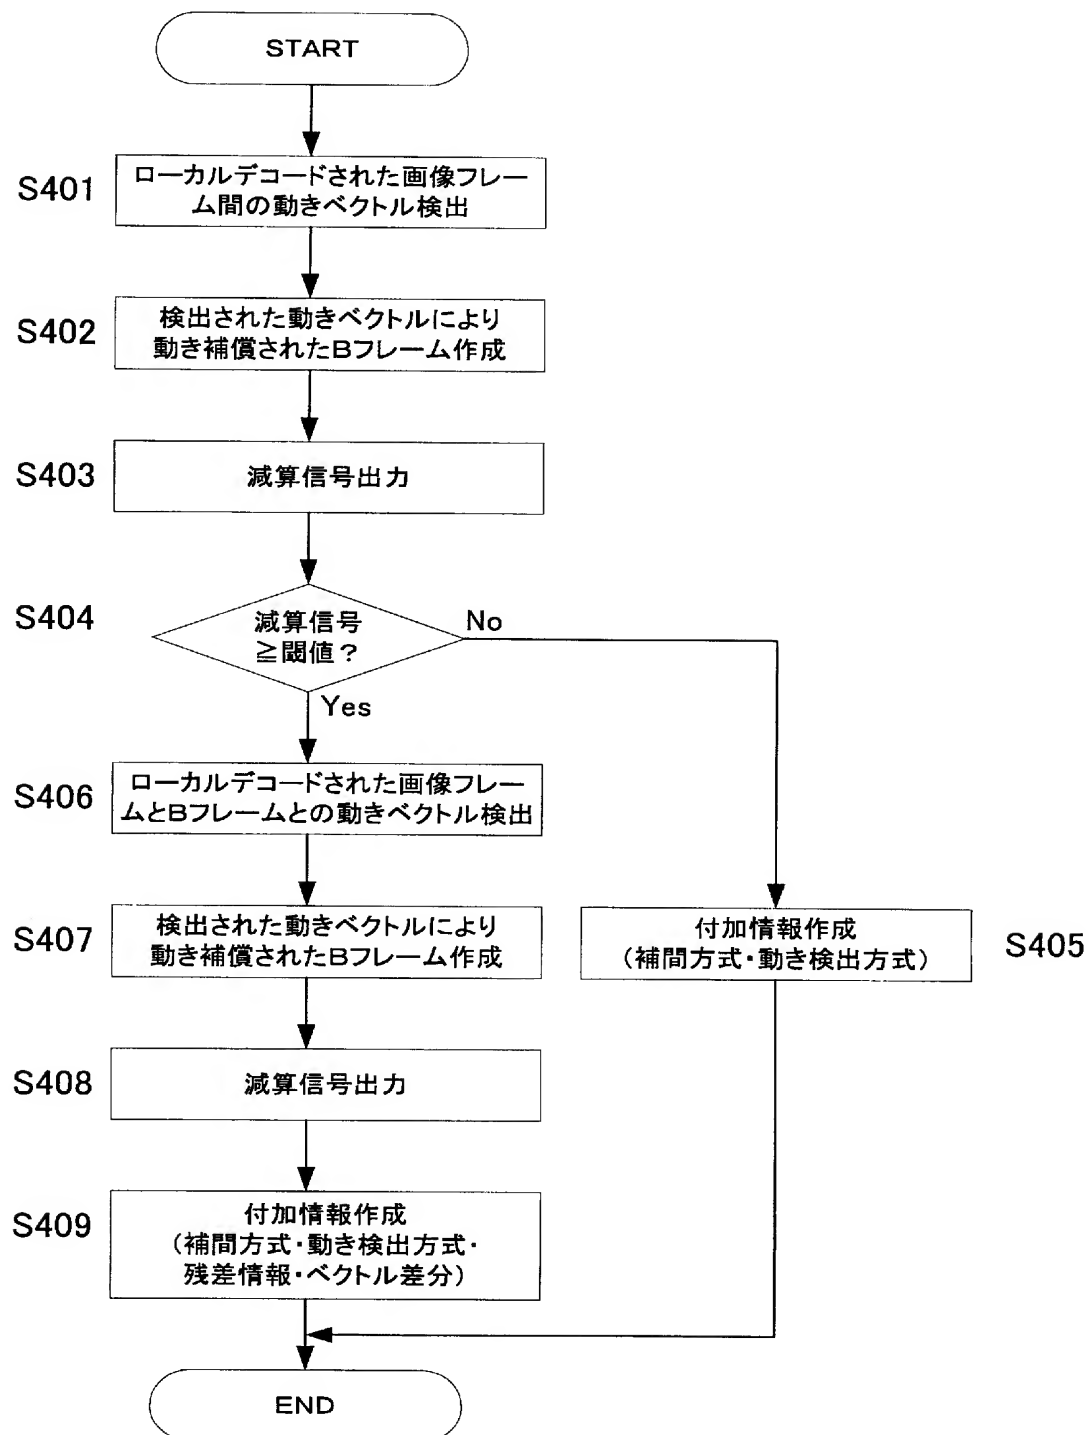 START
S401
ローカルデコードされた画像フレー
ム間の動きベクトル検出
S402
検出された動きベクトルにより
動き補償されたBフレーム作成
S403
減算信号出力
S404
減算信号
≧閾値？
No
Yes
S406
ローカルデコードされた画像フレー
ムとBフレームとの動きベクトル検出
S407
検出された動きベクトルにより
動き補償されたBフレーム作成
付加情報作成
（補間方式・動き検出方式）
S405
S408
減算信号出力
S409
付加情報作成
（補間方式・動き検出方式・
残差情報・ベクトル差分）
END